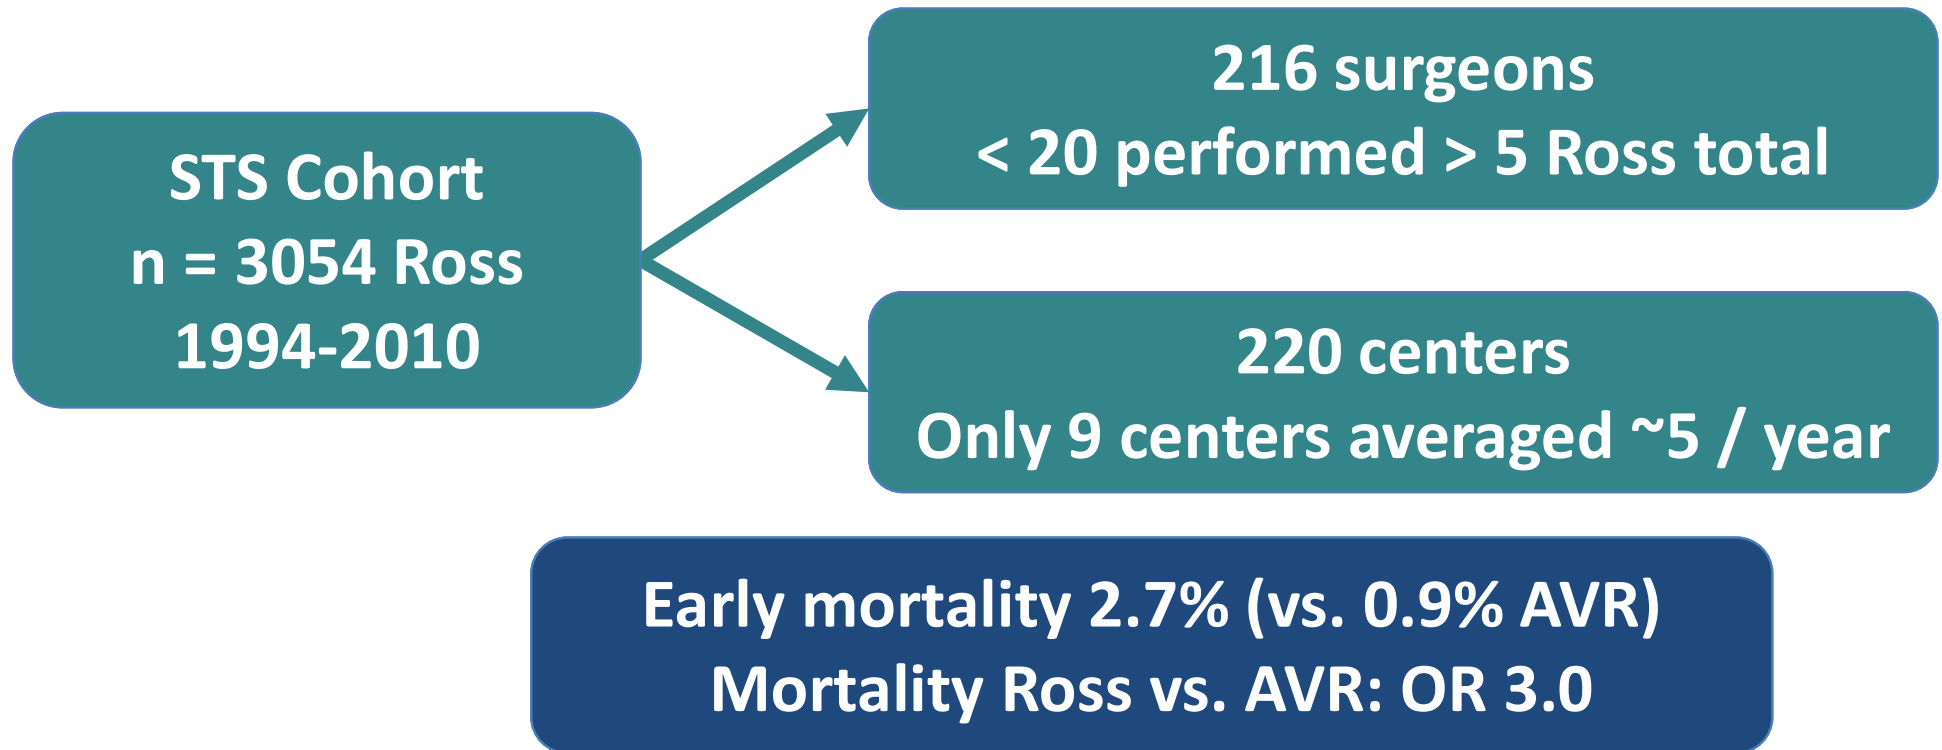 STS Cohort
n = 3054 Ross
1994-2010
216 surgeons
< 20 performed > 5 Ross total
220 centers
Only 9 centers averaged ~5 / year
Early mortality 2.7% (vs. 0.9% AVR)
Mortality Ross vs. AVR: OR 3.0